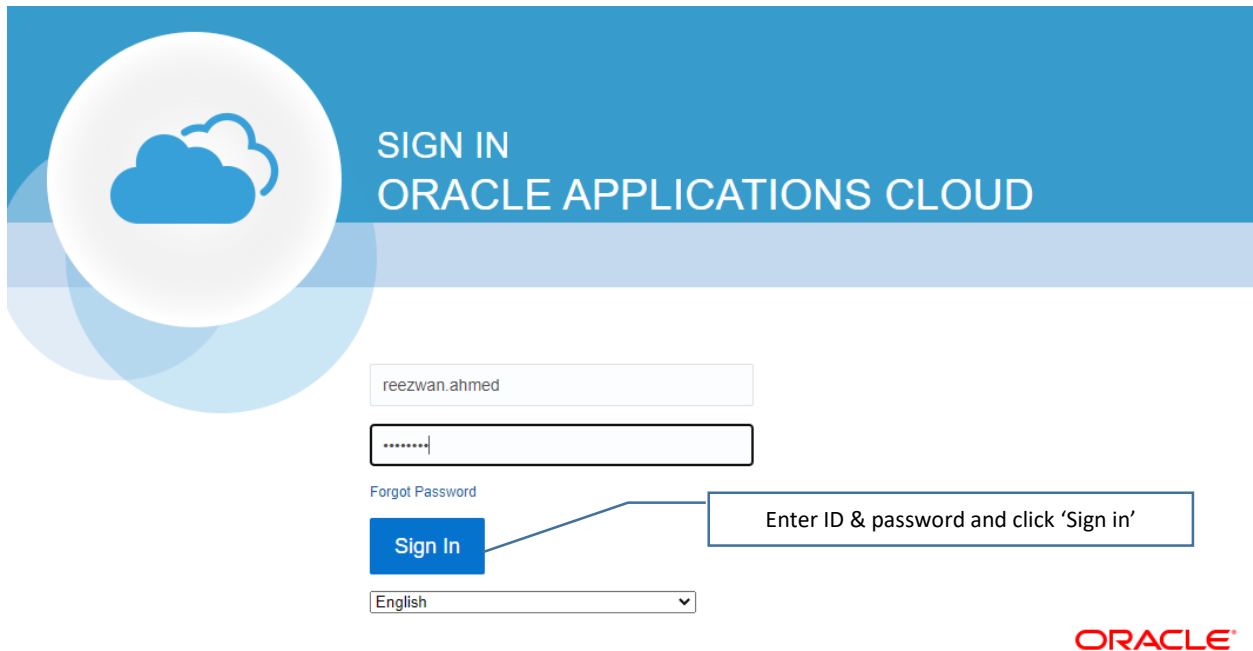 SIGN IN
ORACLE APPLICATIONS CLOUD
reezwan.ahmed
••••••••
Forgot Password
Enter ID & password and click ‘Sign in’
Sign In
English
ORACLE